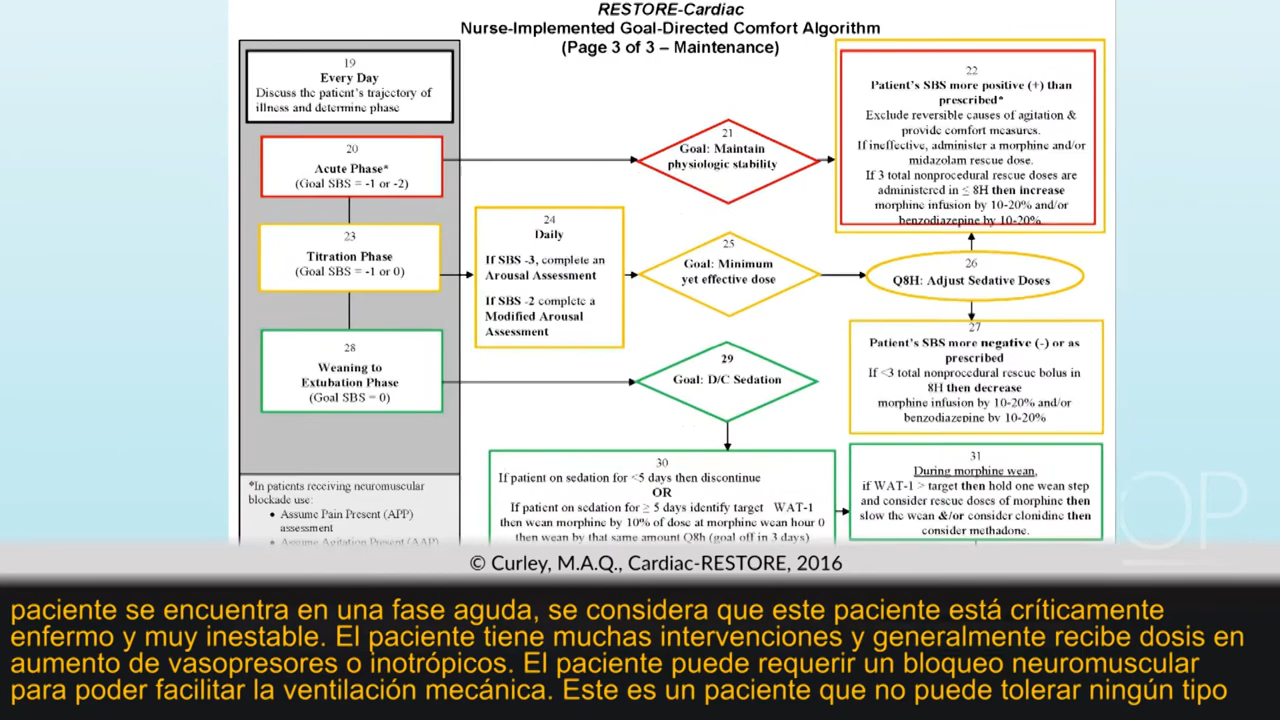 RESTORE-Cardiac
Nurse-Implemented Goal-Directed Comfort Algorithm
(Page 3 of 3 – Maintenance)
19
Every Day
Discuss the patient's trajectory of
illness and determine phase
20
Acute Phase*
(Goal SBS = -1 or -2)
21
Goal: Maintain
physiologic stability
22
Patient's SBS more positive (+) than
prescribed*
Exclude reversible causes of agitation &
provide comfort measures.
If ineffective, administer a morphine and/or
midazolam rescue dose.
If 3 total nonprocedural rescue doses are
administered in ≤ 8H then increase
morphine infusion by 10-20% and/or
benzodiazepine by 10-20%
23
Titration Phase
(Goal SBS = -1 or 0)
24
Daily
If SBS -3, complete an
Arousal Assessment
If SBS -2 complete a
Modified Arousal
Assessment
25
Goal: Minimum
yet effective dose
26
Q8H: Adjust Sedative Doses
27
Patient's SBS more negative (-) or as
prescribed
If <3 total nonprocedural rescue bolus in
8H then decrease
morphine infusion by 10-20% and/or
benzodiazepine by 10-20%
28
Weaning to
Extubation Phase
(Goal SBS = 0)
29
Goal: D/C Sedation
30
If patient on sedation for <5 days then discontinue
OR
If patient on sedation for ≥ 5 days identify target WAT-1
then wean morphine by 10% of dose at morphine wean hour 0
then wean by that same amount Q8h (goal off in 3 days)
31
During morphine wean,
if WAT-1 > target then hold one wean step
and consider rescue doses of morphine then
slow the wean &/or consider clonidine then
consider methadone.
*In patients receiving neuromuscular
blockade use:
• Assume Pain Present (APP)
assessment
• Assume Agitation Present (AAP)
OP
© Curley, M.A.Q., Cardiac-RESTORE, 2016
paciente se encuentra en una fase aguda, se considera que este paciente está críticamente
enfermo y muy inestable. El paciente tiene muchas intervenciones y generalmente recibe dosis en
aumento de vasopresores o inotrópicos. El paciente puede requerir un bloqueo neuromuscular
para poder facilitar la ventilación mecánica. Este es un paciente que no puede tolerar ningún tipo